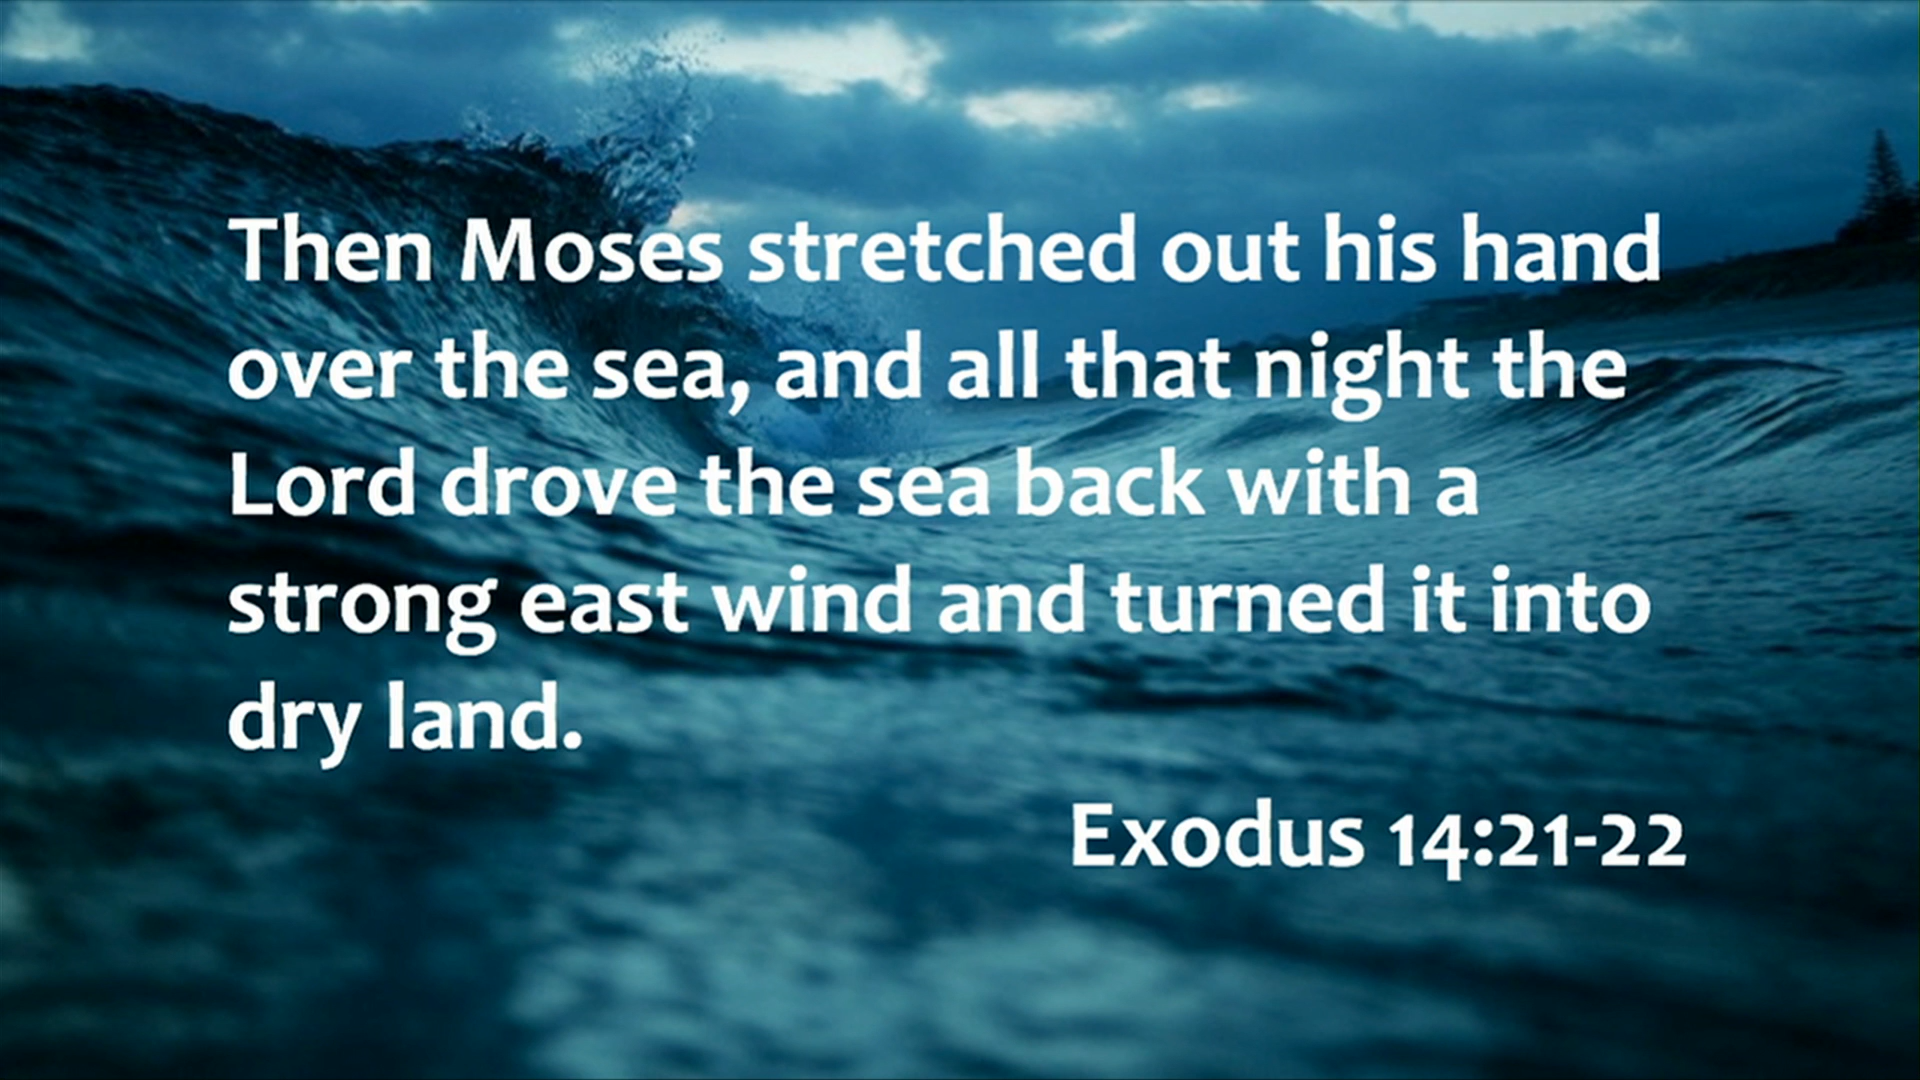 Then Moses stretched out his hand
over the sea, and all that night the
Lord drove the sea back with a
strong east wind and turned it into
dry land.
Exodus 14:21-22